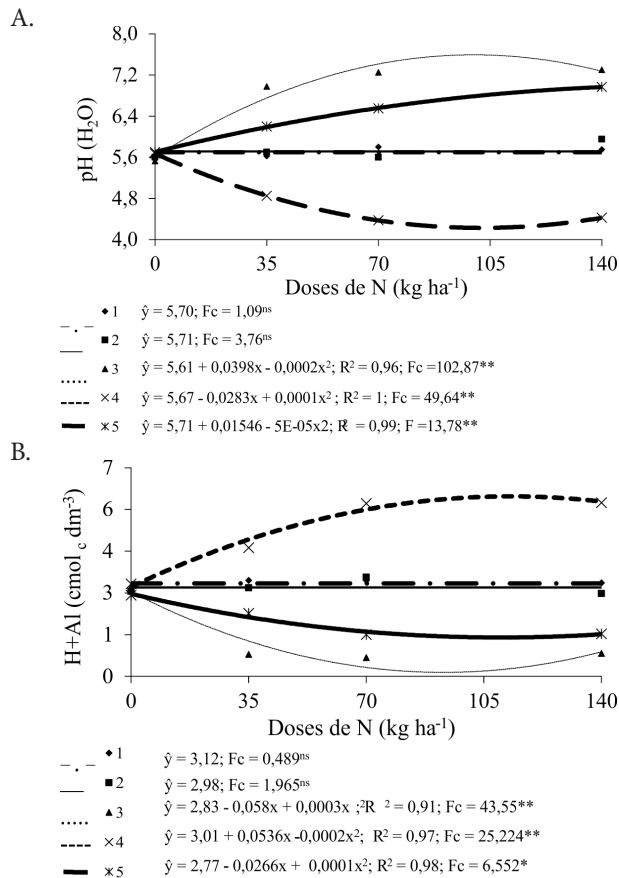 A.
8,0
7,2
6,4
5,6
4,8
4,0
pH (H₂O)
0 35 70 105 140
Doses de N (kg ha⁻¹)
1 ŷ = 5,70; Fc = 1,09ⁿˢ
2 ŷ = 5,71; Fc = 3,76ⁿˢ
3 ŷ = 5,61 + 0,0398x - 0,0002x²; R² = 0,96; Fc =102,87**
4 ŷ = 5,67 - 0,0283x + 0,0001x² ; R² = 1; Fc = 49,64**
5 ŷ = 5,71 + 0,01546 - 5E-05x2; R² = 0,99; F =13,78**
B.
7
6
4
3
1
0
H+Al (cmol c dm⁻³)
0 35 70 105 140
Doses de N (kg ha⁻¹)
1 ŷ = 3,12; Fc = 0,489ⁿˢ
2 ŷ = 2,98; Fc = 1,965ⁿˢ
3 ŷ = 2,83 - 0,058x + 0,0003x ;²R ² = 0,91; Fc = 43,55**
4 ŷ = 3,01 + 0,0536x -0,0002x²; R² = 0,97; Fc = 25,224**
5 ŷ = 2,77 - 0,0266x + 0,0001x²; R² = 0,98; Fc = 6,552*